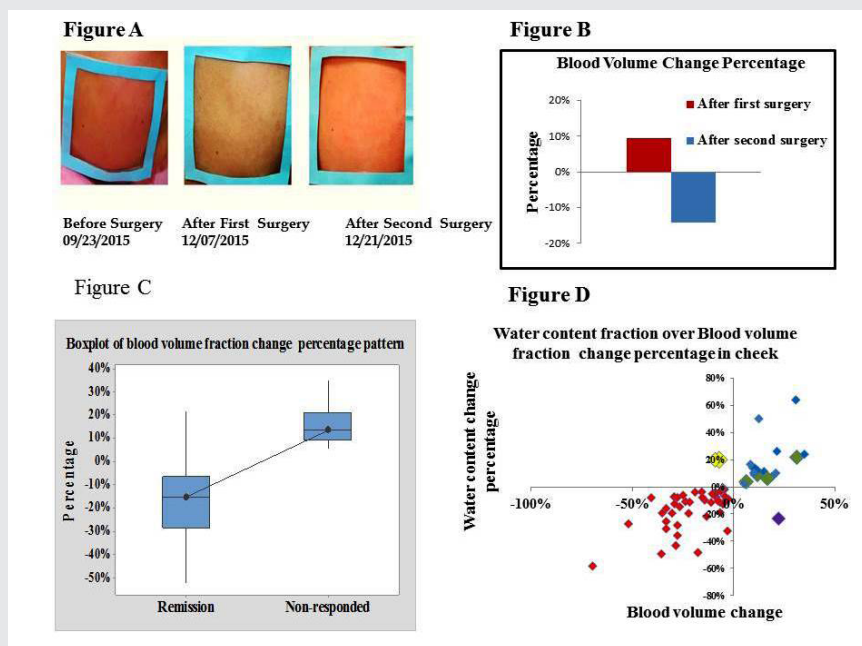 Figure A
Before Surgery
09/23/2015
After First Surgery
12/07/2015
After Second Surgery
12/21/2015
Figure B
Blood Volume Change Percentage
Percentage
20%
10%
0%
-10%
-20%
After first surgery
After second surgery
Figure C
Boxplot of blood volume fraction change percentage pattern
Percentage
40%
30%
20%
10%
0%
-10%
-20%
-30%
-40%
-50%
Remission
Non-responded
Figure D
Water content fraction over Blood volume
fraction change percentage in cheek
Water content change
percentage
80%
60%
40%
20%
0%
-20%
-40%
-60%
-80%
-100%
-50%
0%
50%
Blood volume change